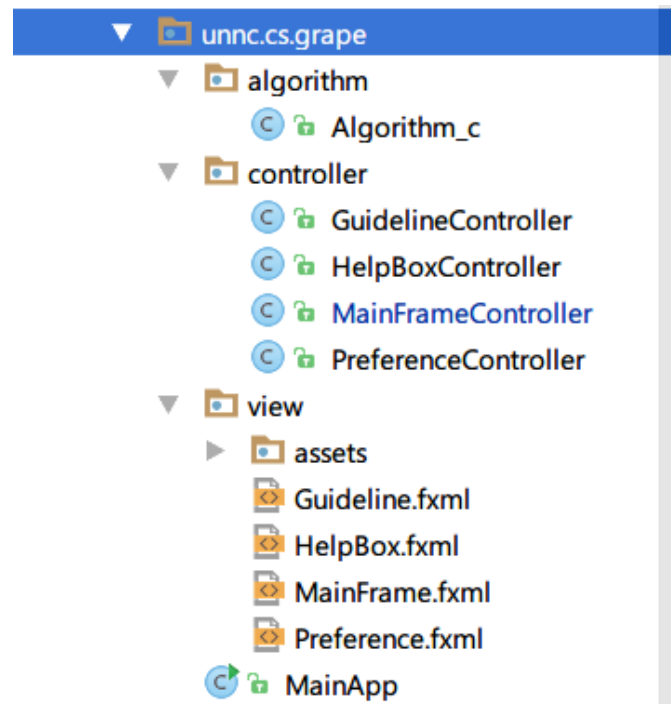 unnc.cs.grape
algorithm
Algorithm_c
controller
GuidelineController
HelpBoxController
MainFrameController
PreferenceController
view
assets
Guideline.fxml
HelpBox.fxml
MainFrame.fxml
Preference.fxml
MainApp